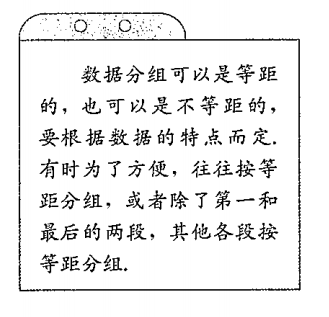 数据分组可以是等距
的，也可以是不等距的，
要根据数据的特点而定.
有时为了方便，往往按等
距分组，或者除了第一和
最后的两段，其他各段按
等距分组.